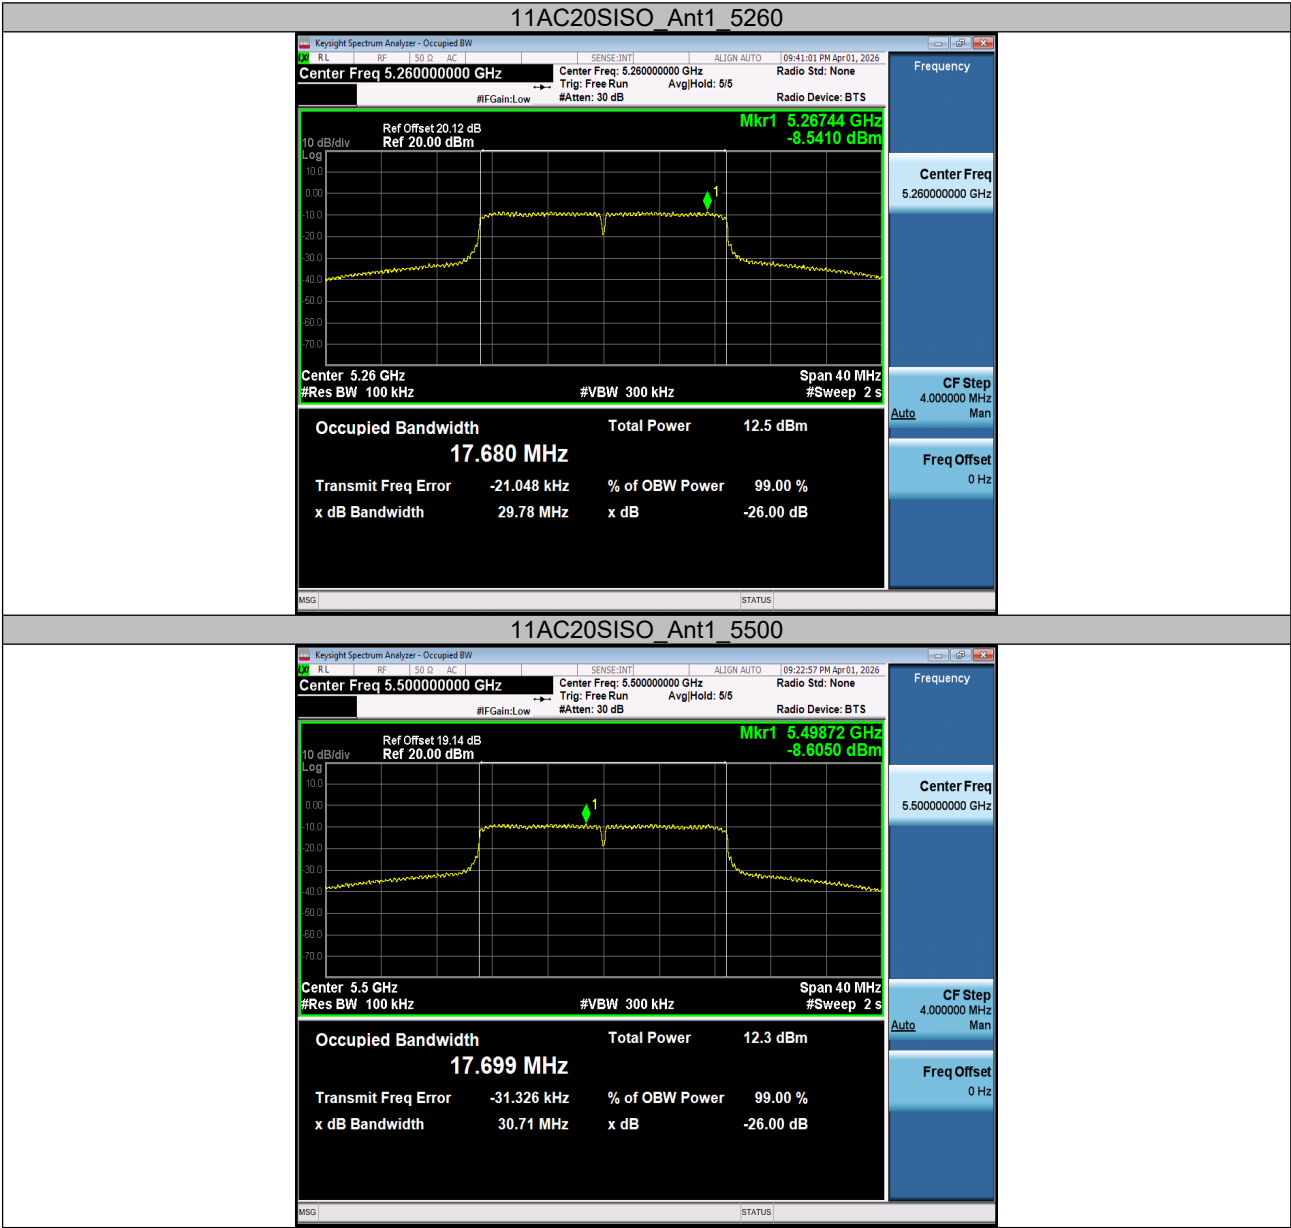 11AC20SISO_Ant1_5260
Keysight Spectrum Analyzer - Occupied BW
RL RF 50 Ω AC SENSE:INT ALIGN AUTO 09:41:01 PM Apr 01, 2026
Center Freq 5.260000000 GHz
Center Freq: 5.260000000 GHz Radio Std: None
Trig: Free Run Avg|Hold: 5/5
#IFGain:Low #Atten: 30 dB Radio Device: BTS
Frequency
Mkr1 5.26744 GHz
-8.5410 dBm
Ref Offset 20.12 dB
10 dB/div Ref 20.00 dBm
Log
10.0
0.00
-10.0
-20.0
-30.0
-40.0
-50.0
-60.0
-70.0
1
Center Freq
5.260000000 GHz
Center 5.26 GHz Span 40 MHz
#Res BW 100 kHz #VBW 300 kHz #Sweep 2 s
CF Step
4.000000 MHz
Auto Man
Occupied Bandwidth Total Power 12.5 dBm
17.680 MHz
Transmit Freq Error -21.048 kHz % of OBW Power 99.00 %
x dB Bandwidth 29.78 MHz x dB -26.00 dB
Freq Offset
0 Hz
MSG STATUS
11AC20SISO_Ant1_5500
Keysight Spectrum Analyzer - Occupied BW
RL RF 50 Ω AC SENSE:INT ALIGN AUTO 09:22:57 PM Apr 01, 2026
Center Freq 5.500000000 GHz
Center Freq: 5.500000000 GHz Radio Std: None
Trig: Free Run Avg|Hold: 5/5
#IFGain:Low #Atten: 30 dB Radio Device: BTS
Frequency
Mkr1 5.49872 GHz
-8.6050 dBm
Ref Offset 19.14 dB
10 dB/div Ref 20.00 dBm
Log
10.0
0.00
-10.0
-20.0
-30.0
-40.0
-50.0
-60.0
-70.0
1
Center Freq
5.500000000 GHz
Center 5.5 GHz Span 40 MHz
#Res BW 100 kHz #VBW 300 kHz #Sweep 2 s
CF Step
4.000000 MHz
Auto Man
Occupied Bandwidth Total Power 12.3 dBm
17.699 MHz
Transmit Freq Error -31.326 kHz % of OBW Power 99.00 %
x dB Bandwidth 30.71 MHz x dB -26.00 dB
Freq Offset
0 Hz
MSG STATUS